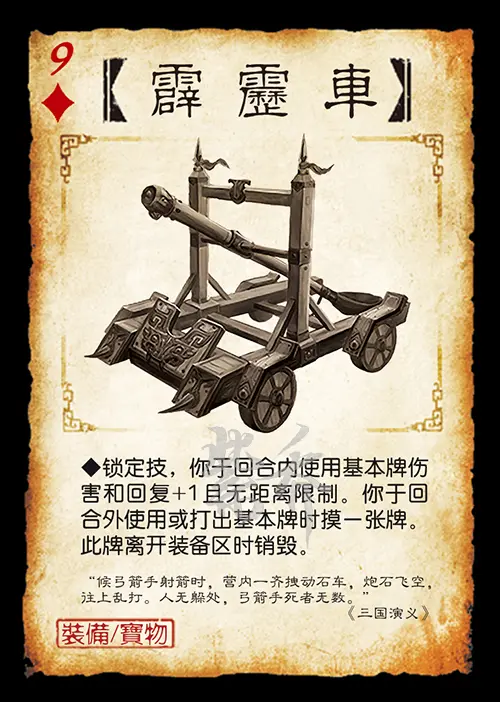 9
【霹靂車】
◆锁定技，你于回合内使用基本牌伤
害和回复+1且无距离限制。你于回
合外使用或打出基本牌时摸一张牌。
此牌离开装备区时销毁。
“候弓箭手射箭时，营内一齐拽动石车，炮石飞空，
往上乱打。人无躲处，弓箭手死者无数。”
《三国演义》
裝備/寶物